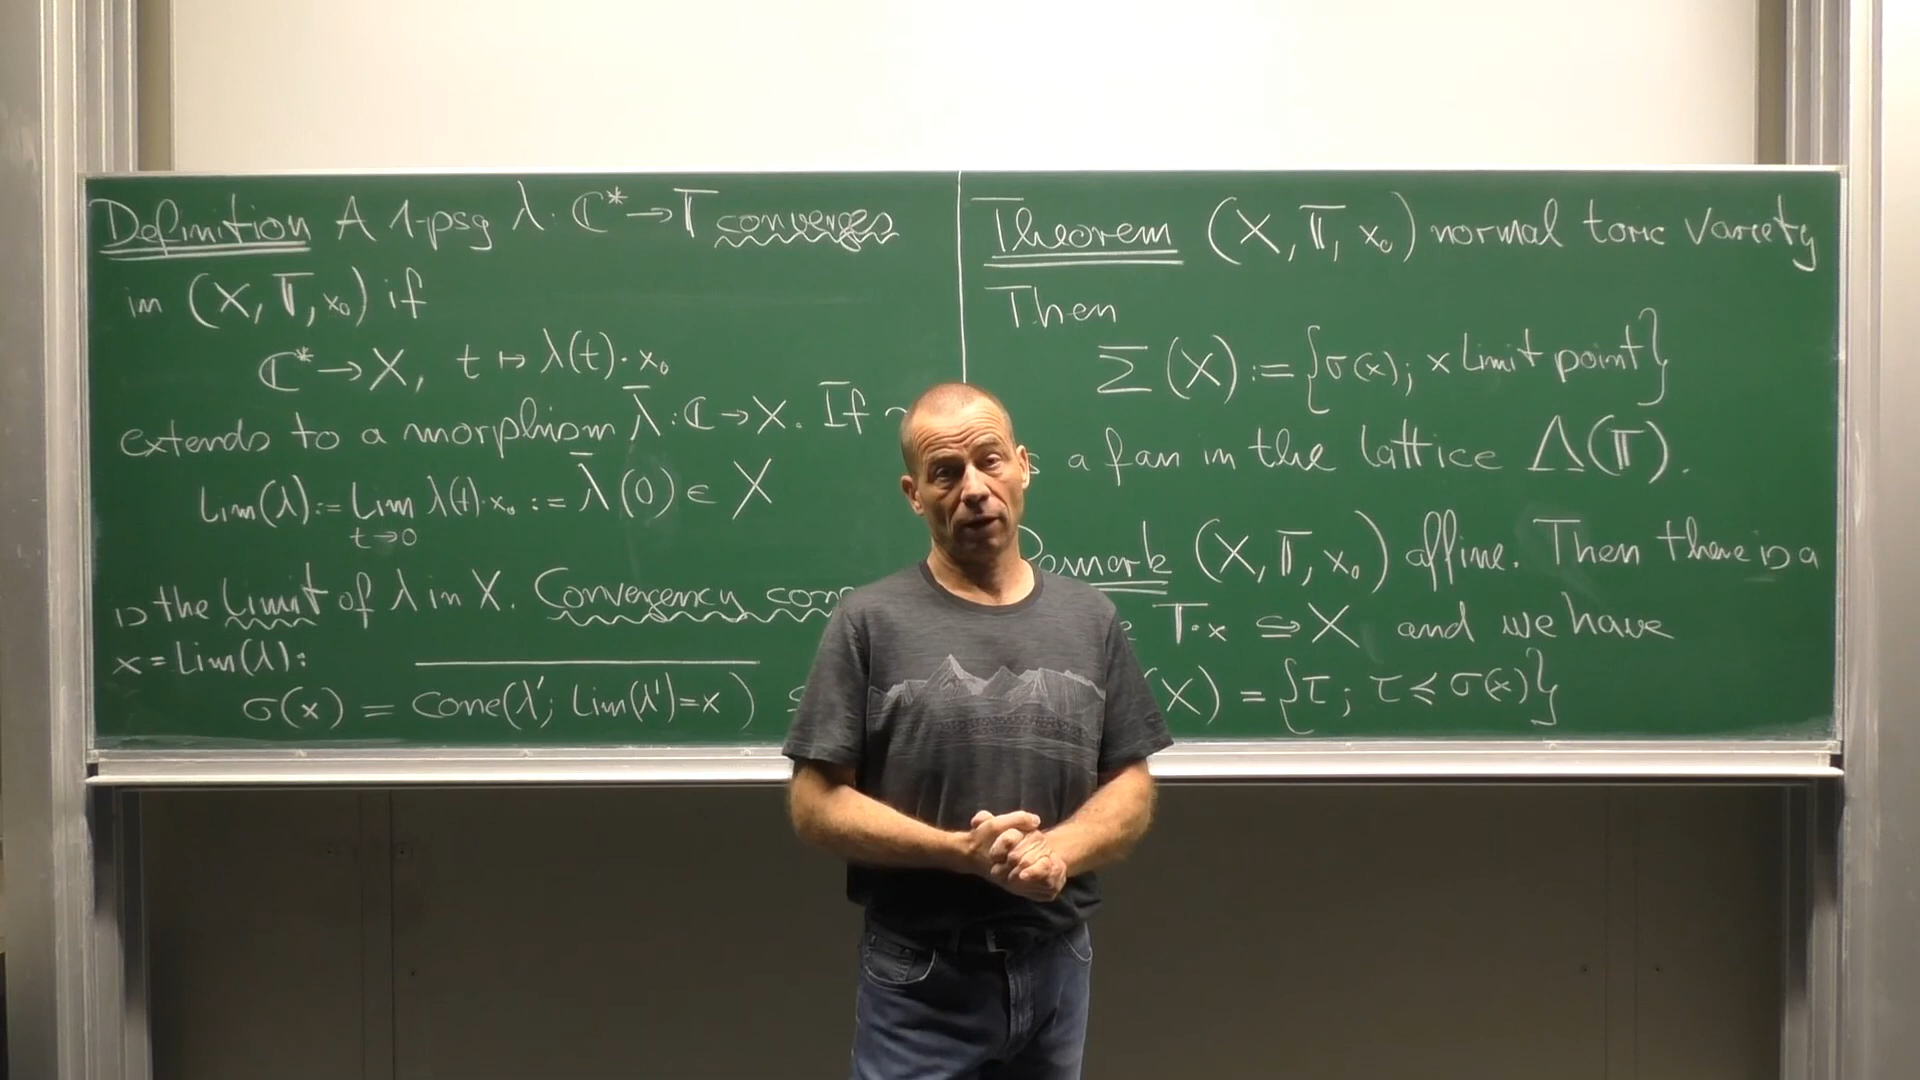 Definition A 1-psg λ: ℂ* → 𝕋 converges
in (X, 𝕋, x₀) if
ℂ* → X, t ↦ λ(t)·x₀
extends to a morphism λ̄: ℂ → X. If
Lim(λ) := Lim_{t→0} λ(t)·x₀ := λ̄(0) ∈ X
is the Limit of λ in X. Convergency
x = Lim(λ):
σ(x) = cone(λ'; Lim(λ')=x)
Theorem (X, 𝕋, x₀) normal toric variety
Then
Σ(X) := {σ(x); x Limit point}
a fan in the lattice Λ(𝕋).
(X, 𝕋, x₀) affine. Then there is a
𝕋·x ⊆ X and we have
(X) = {τ; τ ≼ σ(x)}